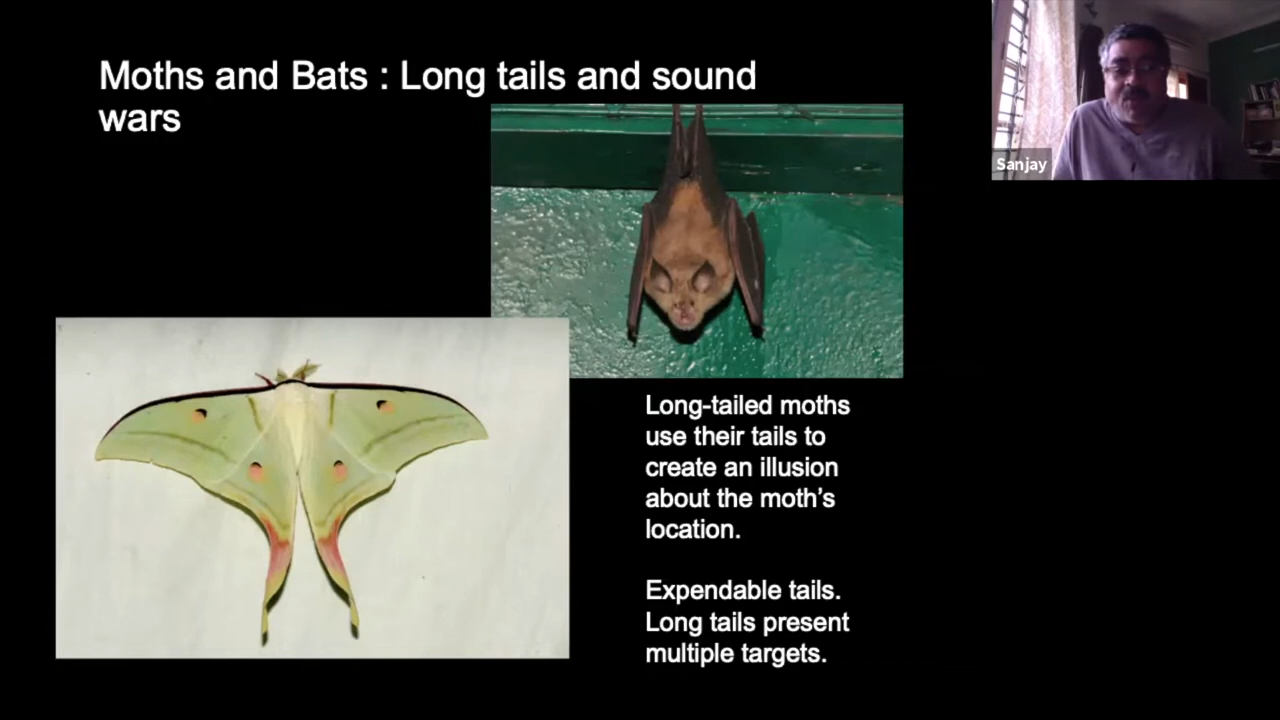 Moths and Bats : Long tails and sound
wars
Sanjay
Long-tailed moths
use their tails to
create an illusion
about the moth’s
location.
Expendable tails.
Long tails present
multiple targets.